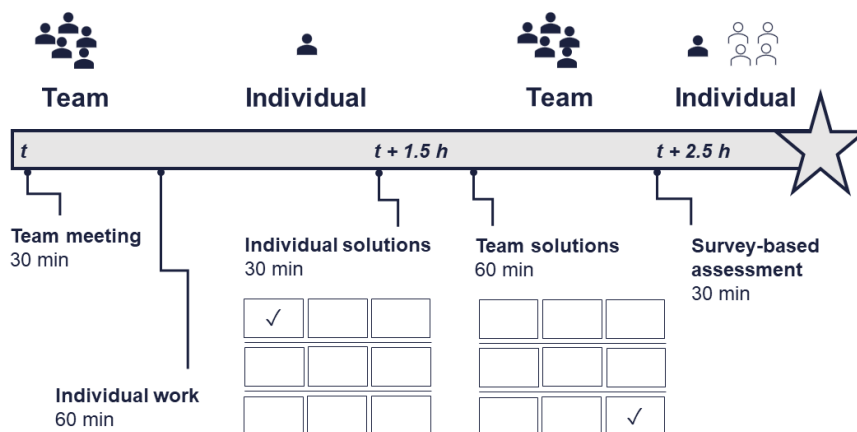 Team
Individual
Team
Individual
t
t + 1.5 h
t + 2.5 h
Team meeting
30 min
Individual work
60 min
Individual solutions
30 min
✓
Team solutions
60 min
✓
Survey-based
assessment
30 min